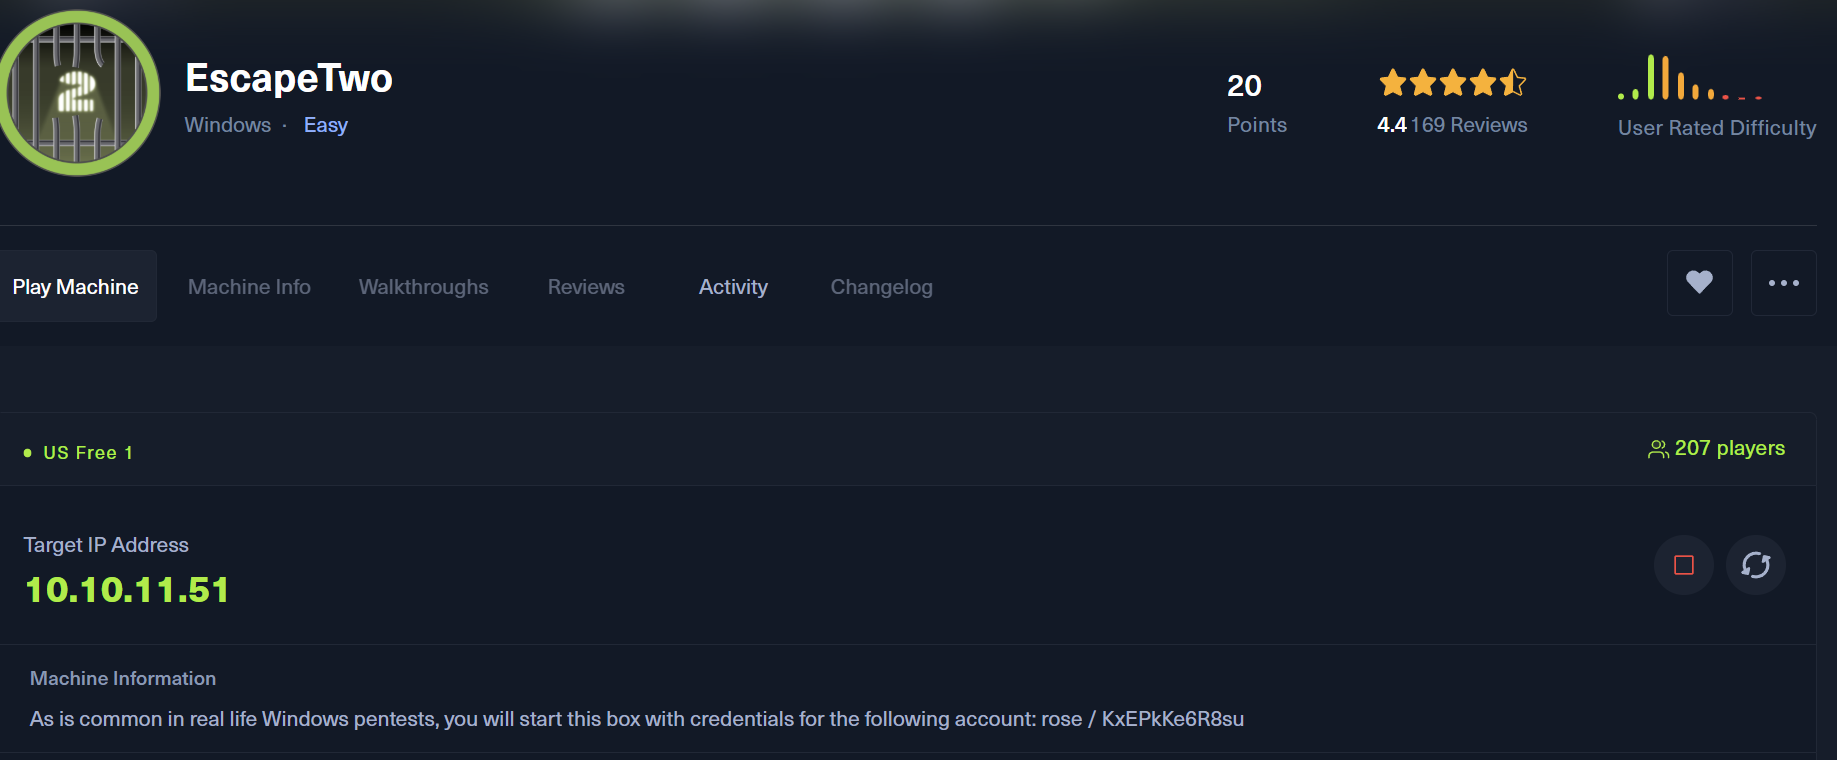 2
EscapeTwo
Windows · Easy
20
Points
4.4 169 Reviews
User Rated Difficulty
Play Machine
Machine Info
Walkthroughs
Reviews
Activity
Changelog
US Free 1
207 players
Target IP Address
10.10.11.51
Machine Information
As is common in real life Windows pentests, you will start this box with credentials for the following account: rose / KxEPkKe6R8su